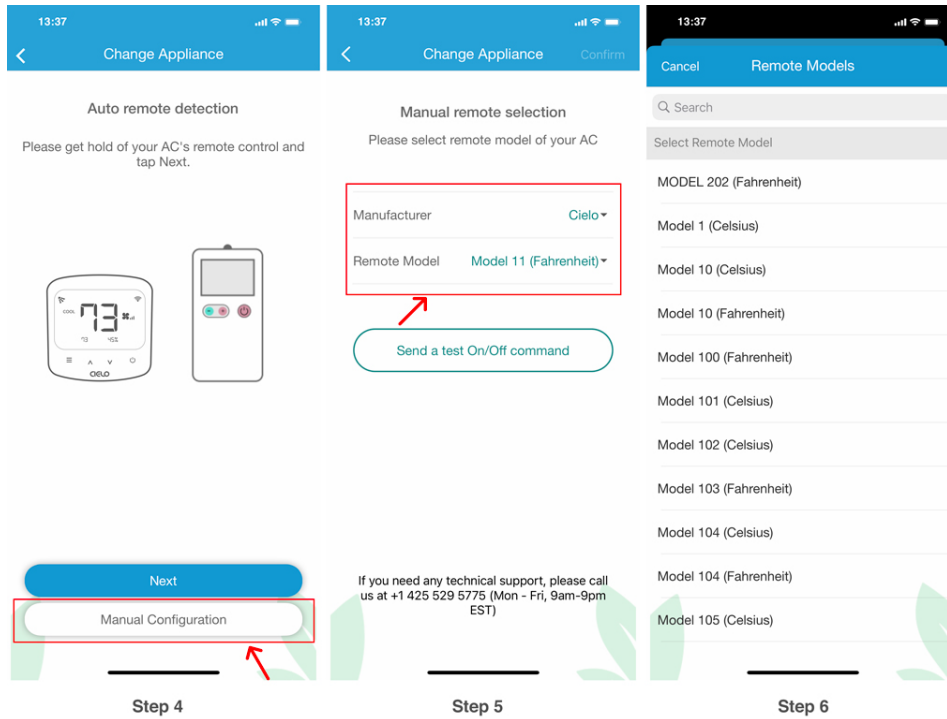 13:37
Change Appliance
Auto remote detection
Please get hold of your AC's remote control and
tap Next.
COOL
73
73 45%
CIELO
Next
Manual Configuration
Step 4
13:37
Change Appliance
Confirm
Manual remote selection
Please select remote model of your AC
Manufacturer
Cielo
Remote Model
Model 11 (Fahrenheit)
Send a test On/Off command
If you need any technical support, please call
us at +1 425 529 5775 (Mon - Fri, 9am-9pm
EST)
Step 5
13:37
Cancel
Remote Models
Search
Select Remote Model
MODEL 202 (Fahrenheit)
Model 1 (Celsius)
Model 10 (Celsius)
Model 10 (Fahrenheit)
Model 100 (Fahrenheit)
Model 101 (Celsius)
Model 102 (Celsius)
Model 103 (Fahrenheit)
Model 104 (Celsius)
Model 104 (Fahrenheit)
Model 105 (Celsius)
Step 6